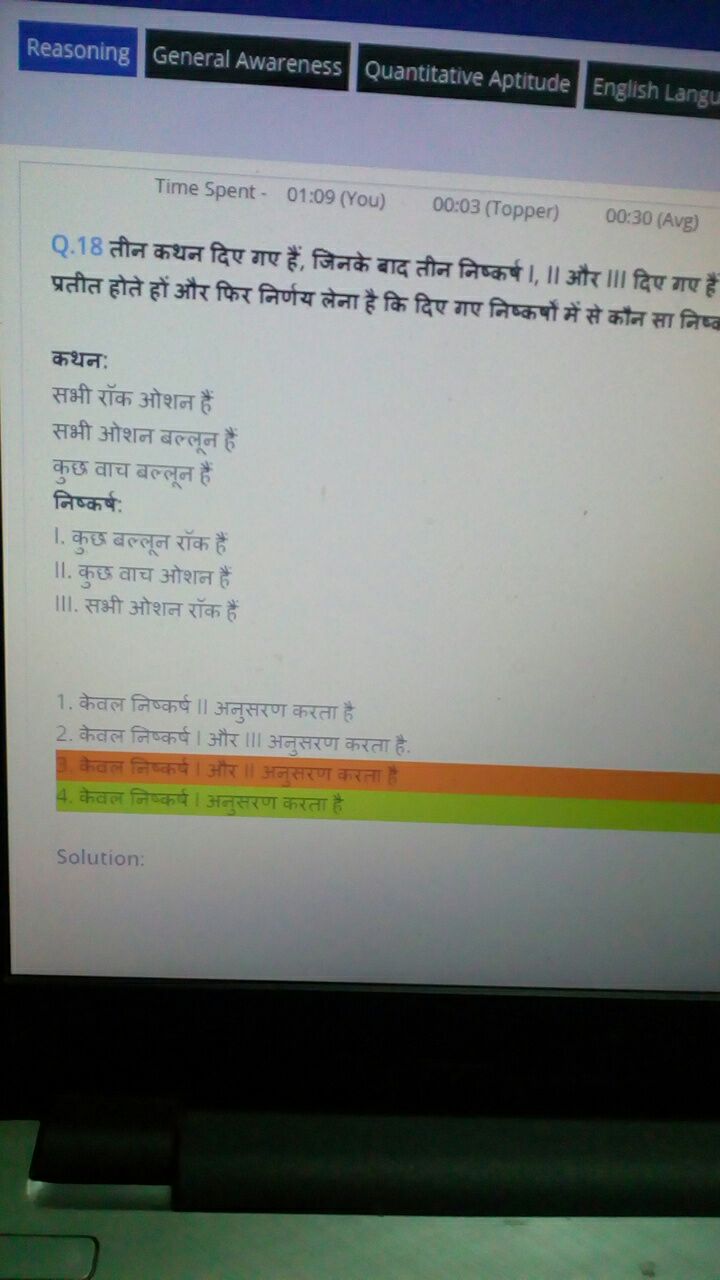 Reasoning General Awareness Quantitative Aptitude English Langu
Time Spent - 01:09 (You) 00:03 (Topper) 00:30 (Avg)
Q.18 तीन कथन दिए गए हैं, जिनके बाद तीन निष्कर्ष I, II और III दिए गए हैं
प्रतीत होते हों और फिर निर्णय लेना है कि दिए गए निष्कर्षों में से कौन सा निष्क
कथन:
सभी रॉक ओशन हैं
सभी ओशन बल्लून हैं
कुछ वाच बल्लून हैं
निष्कर्ष:
I. कुछ बल्लून रॉक हैं
II. कुछ वाच ओशन हैं
III. सभी ओशन रॉक हैं
1. केवल निष्कर्ष II अनुसरण करता है
2. केवल निष्कर्ष I और III अनुसरण करता है.
3. केवल निष्कर्ष I और II अनुसरण करता है
4. केवल निष्कर्ष I अनुसरण करता है
Solution: